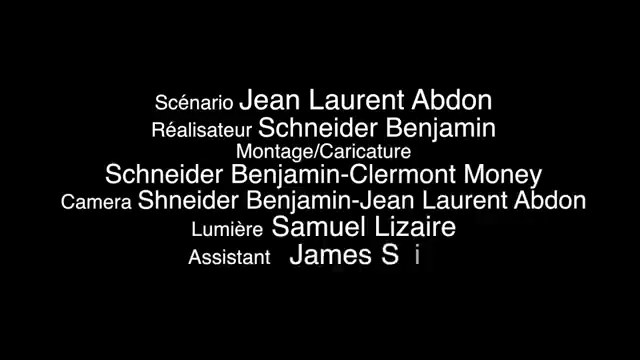 Scénario Jean Laurent Abdon
Réalisateur Schneider Benjamin
Montage/Caricature
Schneider Benjamin-Clermont Money
Camera Shneider Benjamin-Jean Laurent Abdon
Lumière Samuel Lizaire
Assistant James